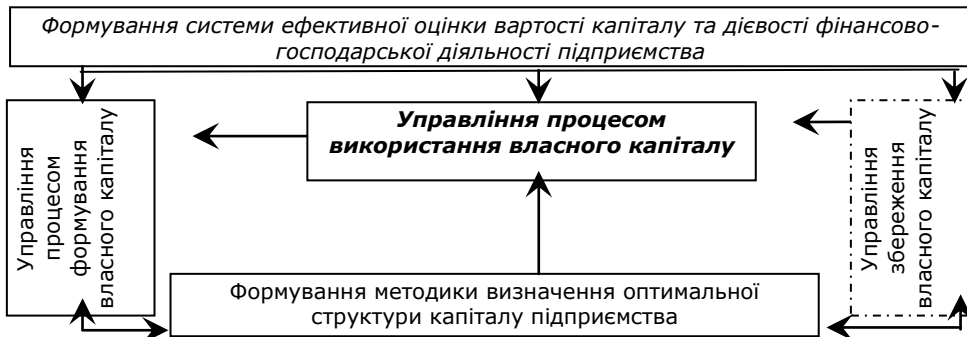 Формування системи ефективної оцінки вартості капіталу та дієвості фінансово-
господарської діяльності підприємства
Управління
процесом
формування
власного капіталу
Управління процесом
використання власного капіталу
Управління
збереження
власного капіталу
Формування методики визначення оптимальної
структури капіталу підприємства